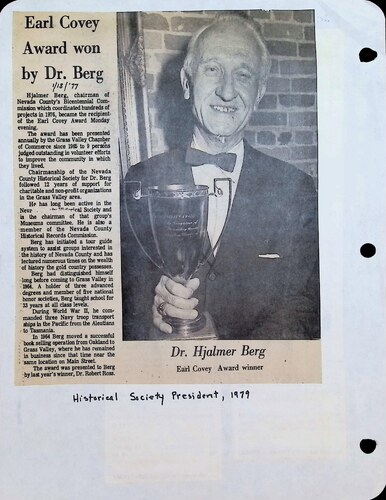 Earl Covey
Award won
by Dr. Berg
1/18/'77
Hjalmer Berg, chairman of
Nevada County's Bicentennial Com-
mission which coordinated hundreds of
projects in 1976, became the recipient
of the Earl Covey Award Monday
evening.
The award has been presented
annually by the Grass Valley Chamber
of Commerce since 1965 to 9 persons
judged outstanding in volunteer efforts
to improve the community in which
they lived.
Chairmanship of the Nevada
County Historical Society for Dr. Berg
followed 12 years of support for
charitable and non-profit organizations
in the Grass Valley area.
He has long been active in the
Neva rical Society and
is the chairman of that group's
Museums committee. He is also a
member of the Nevada County
Historical Records Commission.
Berg has initiated a tour guide
system to assist groups interested in
the history of Nevada County and has
lectured numerous times on the wealth
of history the gold country possesses.
Berg had distinguished himself
long before coming to Grass Valley in
1964. A holder of three advanced
degrees and member of five national
honor societies, Berg taught school for
13 years at all class levels.
During World War II, he com-
manded three Navy troop transport
ships in the Pacific from the Aleutians
to Tasmania.
In 1964 Berg moved a successful
book selling operation from Oakland to
Grass Valley, where he has remained
in business since that time near the
same location on Main Street.
The award was presented to Berg
by last year's winner, Dr. Robert Ross.
Dr. Hjalmer Berg
Earl Covey Award winner
Historical Society President, 1979